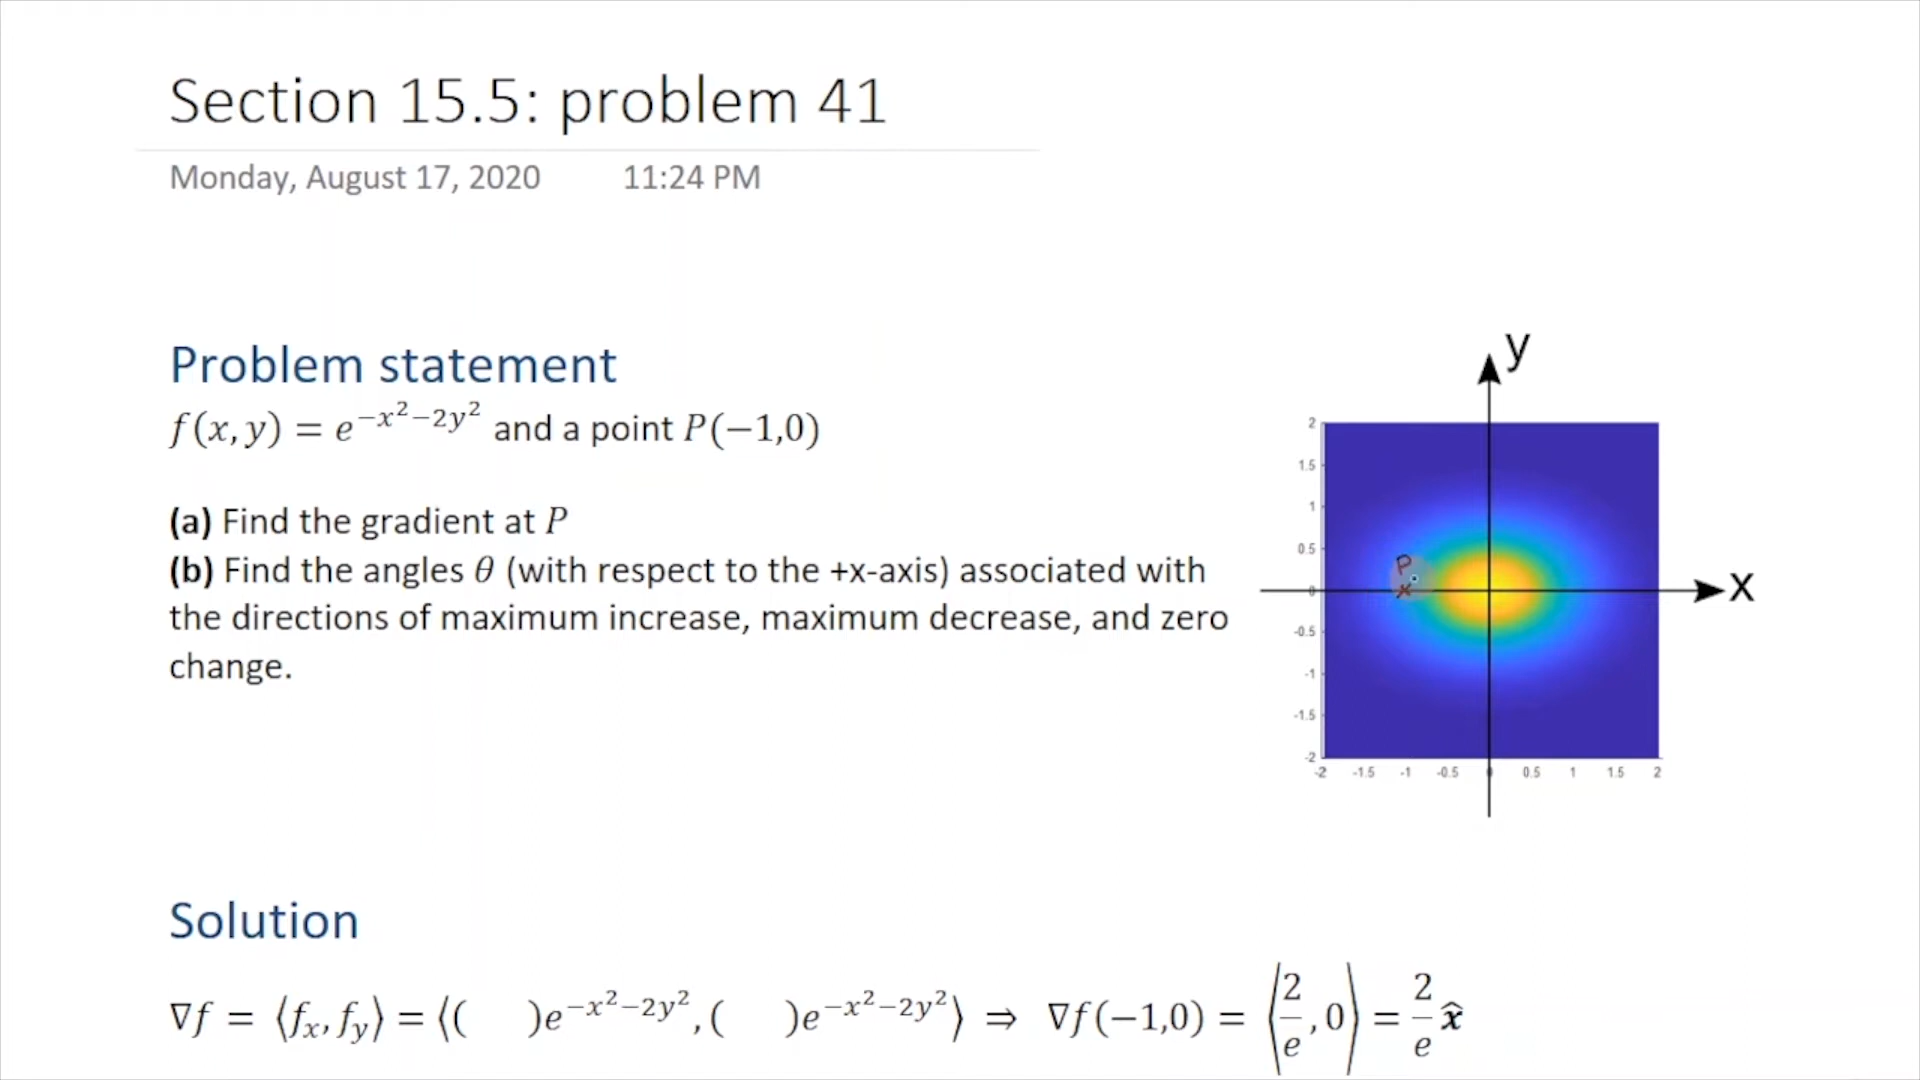 Section 15.5: problem 41
Monday, August 17, 2020 11:24 PM
Problem statement
f(x, y) = e^{−x²−2y²} and a point P(−1,0)
(a) Find the gradient at P
(b) Find the angles θ (with respect to the +x-axis) associated with
the directions of maximum increase, maximum decrease, and zero
change.
y
2
1.5
1
0.5
0
-0.5
-1
-1.5
-2
P
x
x
-2 -1.5 -1 -0.5 0 0.5 1 1.5 2
Solution
∇f = ⟨fₓ, f_y⟩ = ⟨( )e^{−x²−2y²}, ( )e^{−x²−2y²}⟩ ⇒ ∇f(−1,0) = ⟨2/e, 0⟩ = 2/e x̂